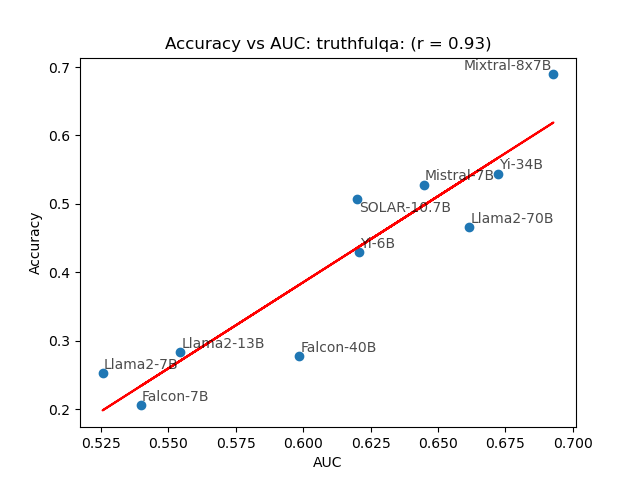 Accuracy vs AUC: truthfulqa: (r = 0.93)
0.7
Mixtral-8x7B
0.6
Yi-34B
Mistral-7B
0.5
SOLAR-10.7B
Llama2-70B
Accuracy
Yi-6B
0.4
Llama2-13B
Falcon-40B
0.3
Llama2-7B
Falcon-7B
0.2
0.525 0.550 0.575 0.600 0.625 0.650 0.675 0.700
AUC